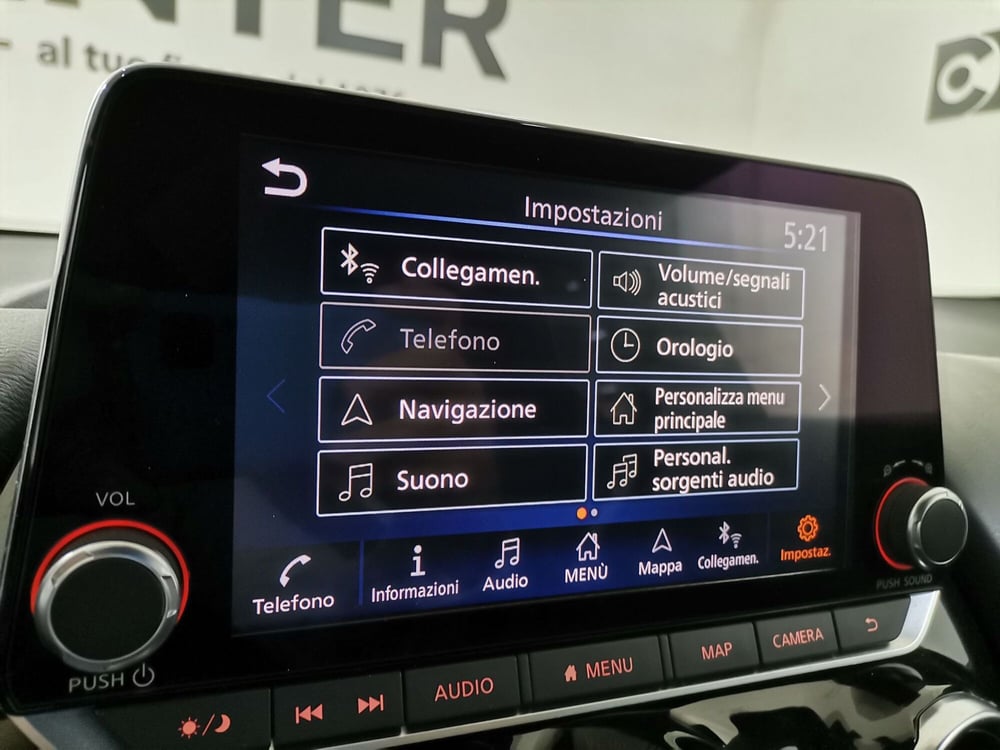 NTER
al tuo
Impostazioni
5:21
Collegamen.
Volume/segnali
acustici
Telefono
Orologio
Navigazione
Personalizza menu
principale
Suono
Personal.
sorgenti audio
Telefono
Informazioni
Audio
MENÙ
Mappa
Collegamen.
Impostaz.
VOL
PUSH
PUSH SOUND
AUDIO
MENU
MAP
CAMERA